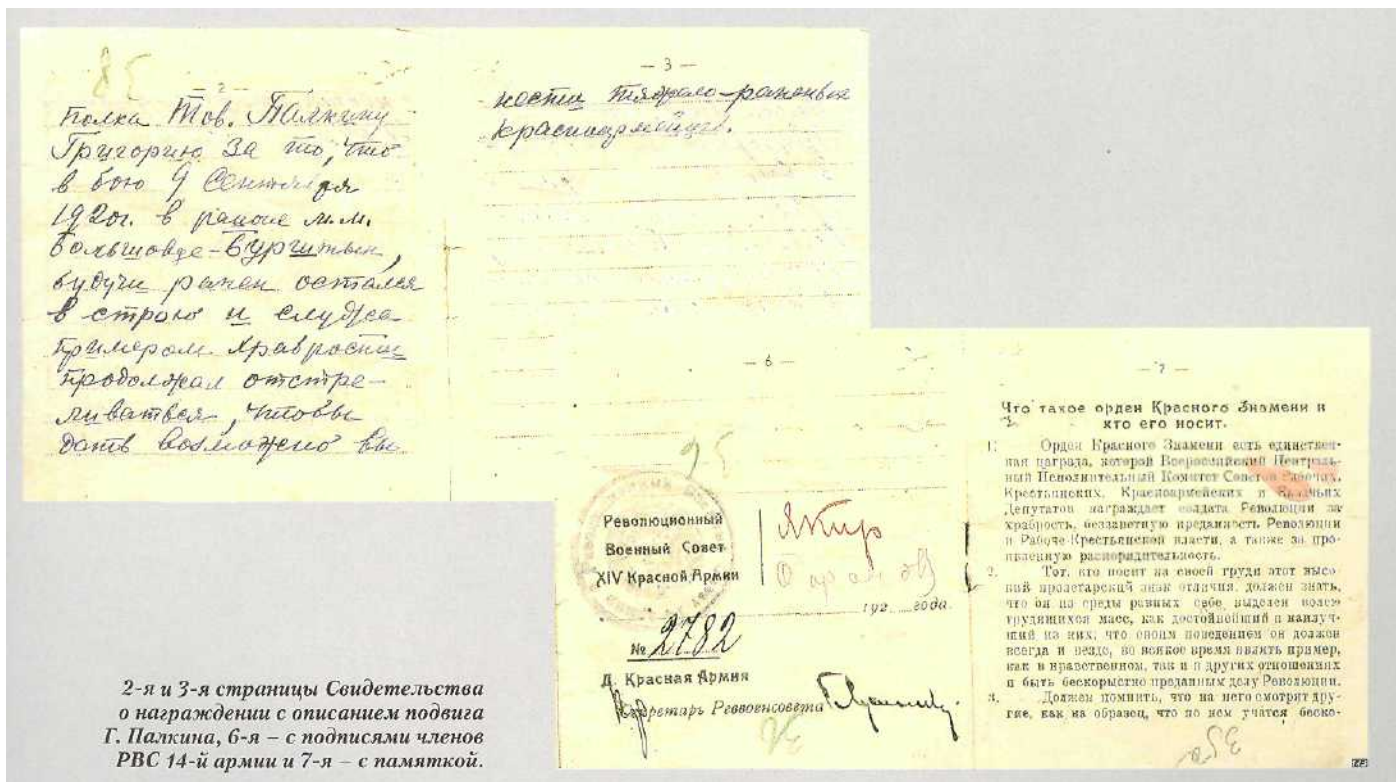 — 2 —
Полка Тов. Палкину
Григорию За то, что
в бою 9 Сентября
1920г. в районе м.м.
Большовце-Бурштын,
будучи ранен остался
в строю и служа
примером храбрости
продолжал отстре-
ливаться, чтобы
дать возможно вы-
— 3 —
ности тяжело-раненые
красноармейцы.
— 6 —
Революционный
Военный Совет
XIV Красной Армии
Якир
192 года.
№ 2782
Д. Красная Армия
Секретарь Реввоенсовета
— 7 —
Что такое орден Красного Знамени и
кто его носит.
1. Орден Красного Знамени есть единствен-
ная награда, которой Всероссийский Централь-
ный Исполнительный Комитет Советов Рабочих,
Крестьянских, Красноармейских и Казачьих
Депутатов награждает солдата Революции за
храбрость, беззаветную преданность Революции
и Рабоче-Крестьянской власти, а также за про-
явленную распорядительность.
2. Тот, кто носит на своей груди этот высо-
кий пролетарский знак отличия, должен знать,
что он из среды равных себе выделен волею
трудящихся масс, как достойнейший и наилуч-
ший из них; что своим поведением он должен
всегда и везде, во всякое время являть пример,
как в нравственном, так и в других отношениях
и быть бескорыстно преданным делу Революции.
3. Должен помнить, что на него смотрят дру-
гие, как на образец, что по нем учатся беско-
2-я и 3-я страницы Свидетельства
о награждении с описанием подвига
Г. Палкина, 6-я – с подписями членов
РВС 14-й армии и 7-я – с памяткой.